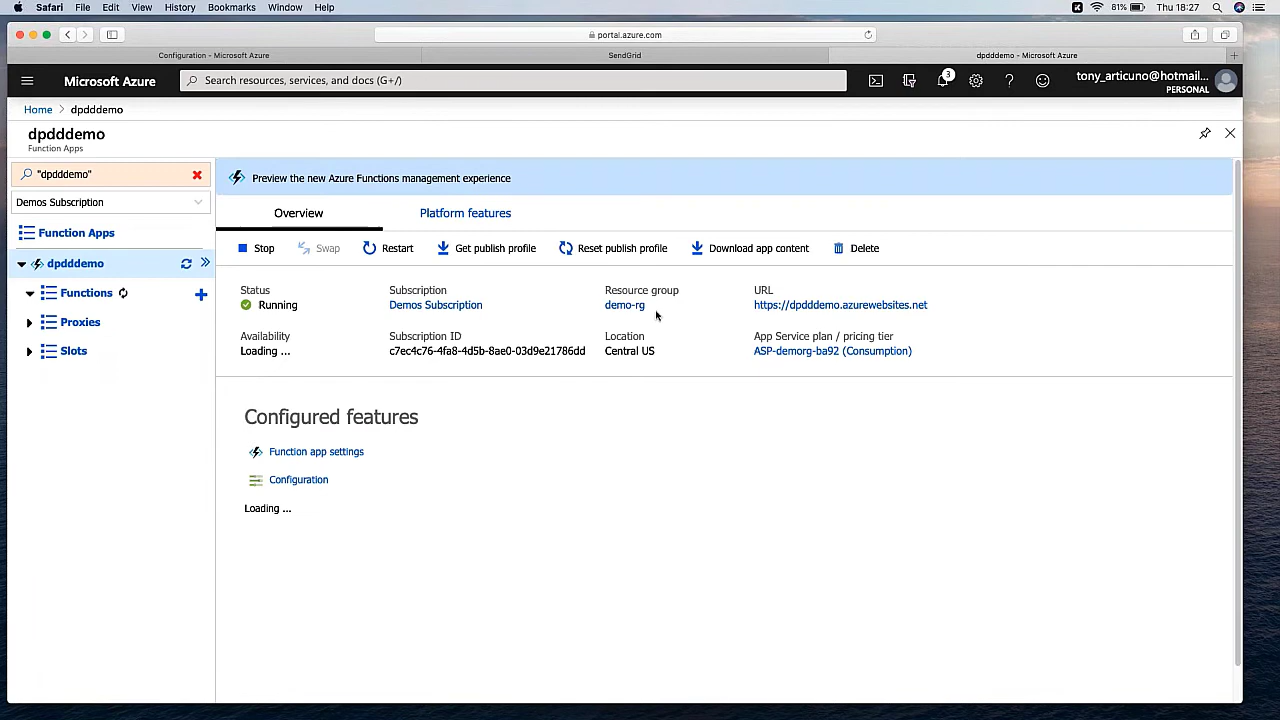 Safari File Edit View History Bookmarks Window Help 81% Thu 18:27
portal.azure.com
Configuration - Microsoft Azure SendGrid dpdddemo - Microsoft Azure
Microsoft Azure Search resources, services, and docs (G+/) 3 tony_articuno@hotmail...
PERSONAL
Home > dpdddemo
dpdddemo
Function Apps
"dpdddemo"
Demos Subscription
Function Apps
dpdddemo
Functions
Proxies
Slots
Preview the new Azure Functions management experience
Overview Platform features
Stop Swap Restart Get publish profile Reset publish profile Download app content Delete
Status Subscription Resource group URL
Running Demos Subscription demo-rg https://dpdddemo.azurewebsites.net
Availability Subscription ID Location App Service plan / pricing tier
Loading ... c7ec4c76-4fa8-4d5b-8ae0-03d9e21786dd Central US ASP-demorg-ba92 (Consumption)
Configured features
Function app settings
Configuration
Loading ...